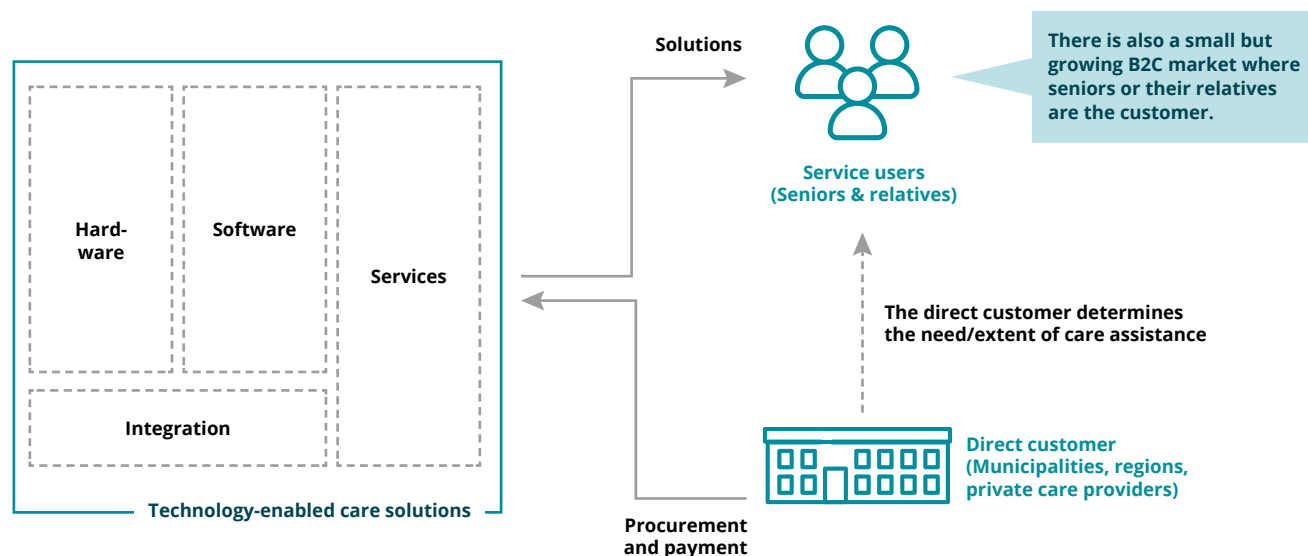 Solutions
There is also a small but
growing B2C market where
seniors or their relatives
are the customer.
Service users
(Seniors & relatives)
Hard-
ware
Software
Services
Integration
Technology-enabled care solutions
The direct customer determines
the need/extent of care assistance
Direct customer
(Municipalities, regions,
private care providers)
Procurement
and payment